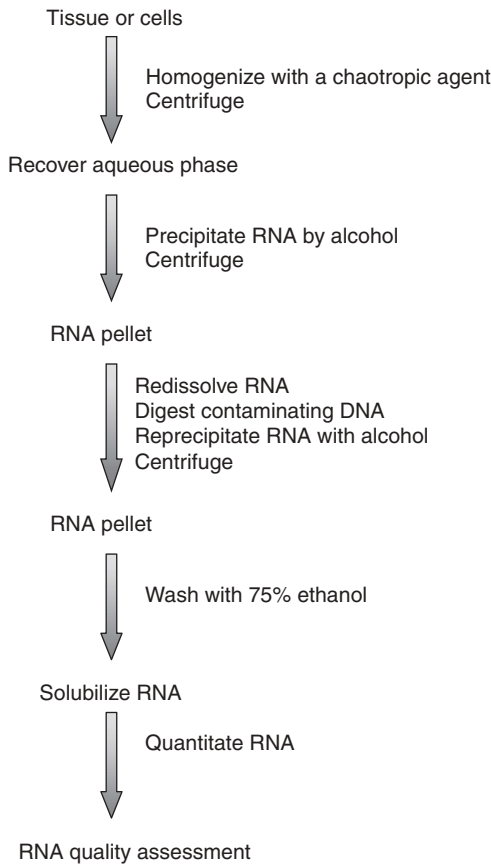 Tissue or cells
Homogenize with a chaotropic agent
Centrifuge
Recover aqueous phase
Precipitate RNA by alcohol
Centrifuge
RNA pellet
Redissolve RNA
Digest contaminating DNA
Reprecipitate RNA with alcohol
Centrifuge
RNA pellet
Wash with 75% ethanol
Solubilize RNA
Quantitate RNA
RNA quality assessment